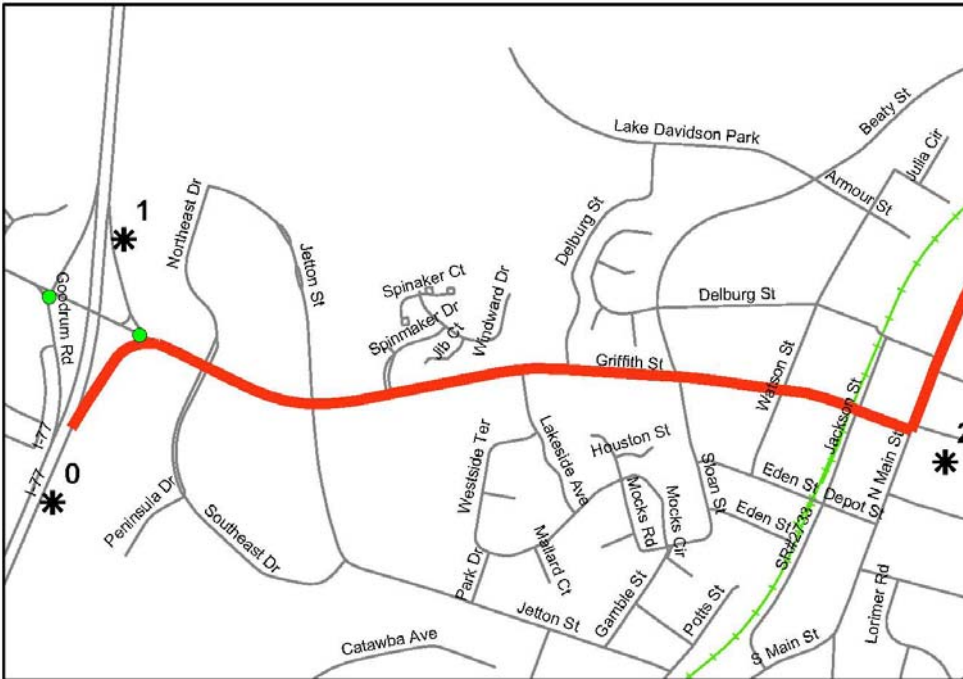 Beaty St
Lake Davidson Park
Julia Cir
Armour St
1
Northeast Dr
Delburg St
Jetton St
Goodrum Rd
Spinaker Ct
Windward Dr
Delburg St
Spinmaker Dr
Jib Ct
Griffith St
Watson St
I-77
I-77
Jackson St
N Main St
2
0
Westside Ter
Lakeside Ave
Houston St
Sloan St
Eden St
Depot St
Peninsula Dr
Southeast Dr
Mocks Rd
Mocks Cir
Eden St
SR#2733
Mallard Ct
Park Dr
Jetton St
Gamble St
Potts St
Lorimer Rd
Catawba Ave
S Main St